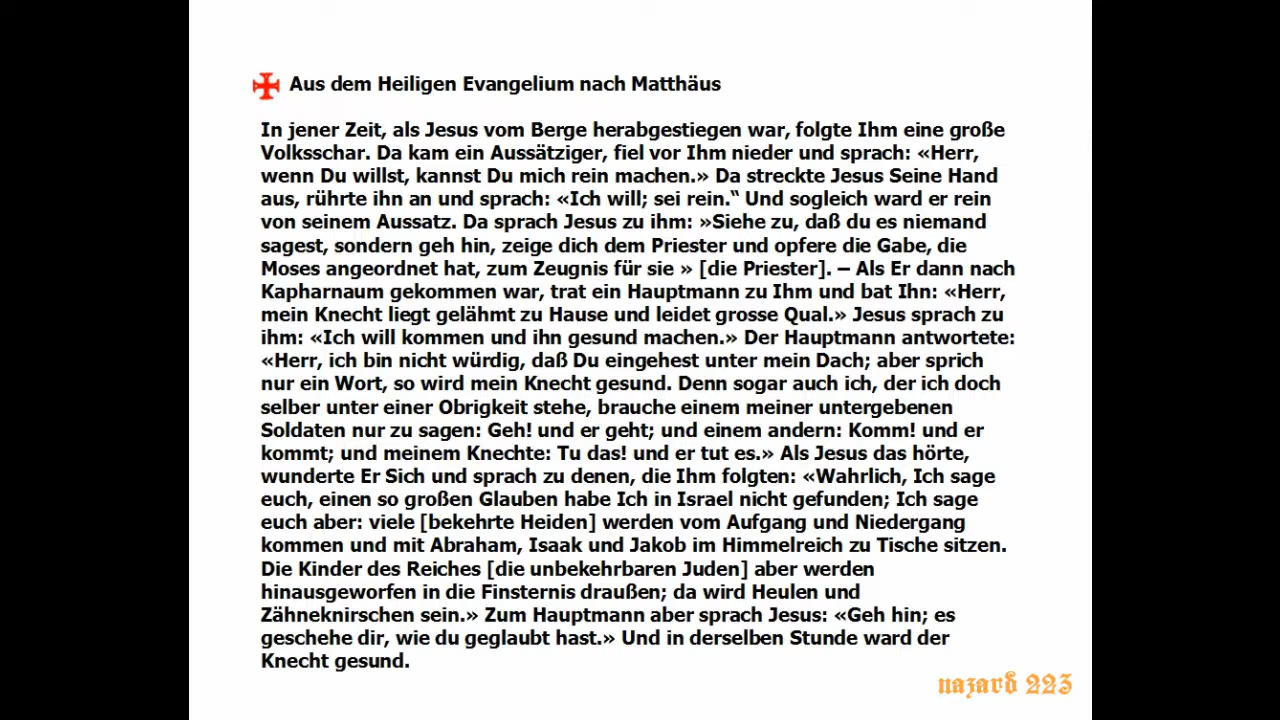 Aus dem Heiligen Evangelium nach Matthäus
In jener Zeit, als Jesus vom Berge herabgestiegen war, folgte Ihm eine große
Volksschar. Da kam ein Aussätziger, fiel vor Ihm nieder und sprach: «Herr,
wenn Du willst, kannst Du mich rein machen.» Da streckte Jesus Seine Hand
aus, rührte ihn an und sprach: «Ich will; sei rein.“ Und sogleich ward er rein
von seinem Aussatz. Da sprach Jesus zu ihm: »Siehe zu, daß du es niemand
sagest, sondern geh hin, zeige dich dem Priester und opfere die Gabe, die
Moses angeordnet hat, zum Zeugnis für sie » [die Priester]. – Als Er dann nach
Kapharnaum gekommen war, trat ein Hauptmann zu Ihm und bat Ihn: «Herr,
mein Knecht liegt gelähmt zu Hause und leidet grosse Qual.» Jesus sprach zu
ihm: «Ich will kommen und ihn gesund machen.» Der Hauptmann antwortete:
«Herr, ich bin nicht würdig, daß Du eingehest unter mein Dach; aber sprich
nur ein Wort, so wird mein Knecht gesund. Denn sogar auch ich, der ich doch
selber unter einer Obrigkeit stehe, brauche einem meiner untergebenen
Soldaten nur zu sagen: Geh! und er geht; und einem andern: Komm! und er
kommt; und meinem Knechte: Tu das! und er tut es.» Als Jesus das hörte,
wunderte Er Sich und sprach zu denen, die Ihm folgten: «Wahrlich, Ich sage
euch, einen so großen Glauben habe Ich in Israel nicht gefunden; Ich sage
euch aber: viele [bekehrte Heiden] werden vom Aufgang und Niedergang
kommen und mit Abraham, Isaak und Jakob im Himmelreich zu Tische sitzen.
Die Kinder des Reiches [die unbekehrbaren Juden] aber werden
hinausgeworfen in die Finsternis draußen; da wird Heulen und
Zähneknirschen sein.» Zum Hauptmann aber sprach Jesus: «Geh hin; es
geschehe dir, wie du geglaubt hast.» Und in derselben Stunde ward der
Knecht gesund.
nazard 223